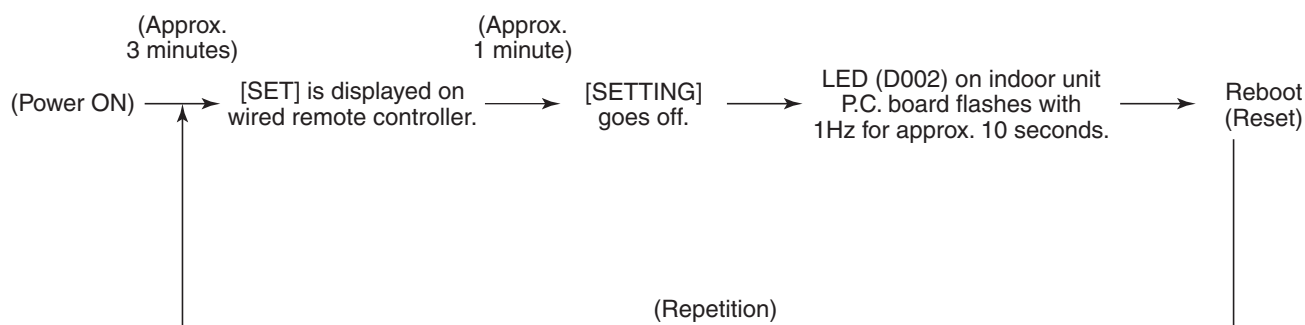 (Approx.
3 minutes)
(Approx.
1 minute)
(Power ON)
[SET] is displayed on
wired remote controller.
[SETTING]
goes off.
LED (D002) on indoor unit
P.C. board flashes with
1Hz for approx. 10 seconds.
Reboot
(Reset)
(Repetition)